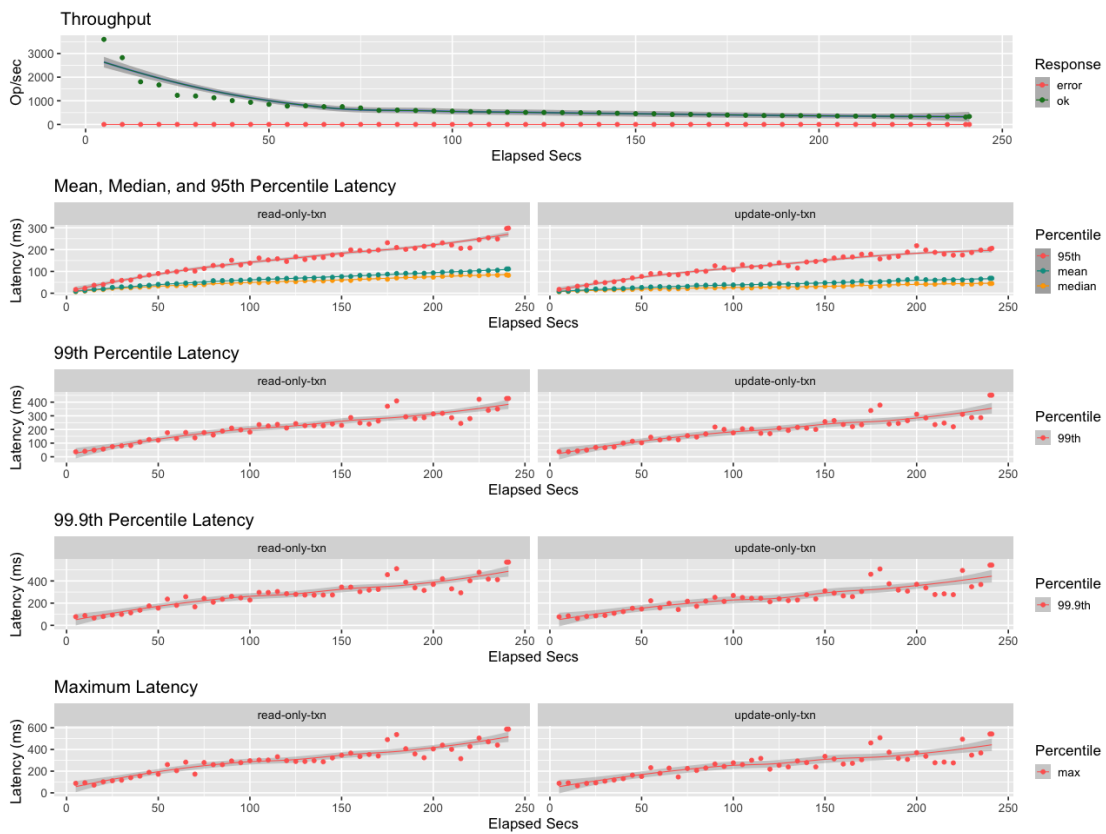 Throughput
Op/sec
3000
2000
1000
0
0 50 100 150 200 250
Elapsed Secs
Response
error
ok
Mean, Median, and 95th Percentile Latency
read-only-txn update-only-txn
Latency (ms)
300
200
100
0
0 50 100 150 200 250 0 50 100 150 200 250
Elapsed Secs
Percentile
95th
mean
median
99th Percentile Latency
read-only-txn update-only-txn
Latency (ms)
400
300
200
100
0
0 50 100 150 200 250 0 50 100 150 200 250
Elapsed Secs
Percentile
99th
99.9th Percentile Latency
read-only-txn update-only-txn
Latency (ms)
400
200
0
0 50 100 150 200 250 0 50 100 150 200 250
Elapsed Secs
Percentile
99.9th
Maximum Latency
read-only-txn update-only-txn
Latency (ms)
600
400
200
0
0 50 100 150 200 250 0 50 100 150 200 250
Elapsed Secs
Percentile
max